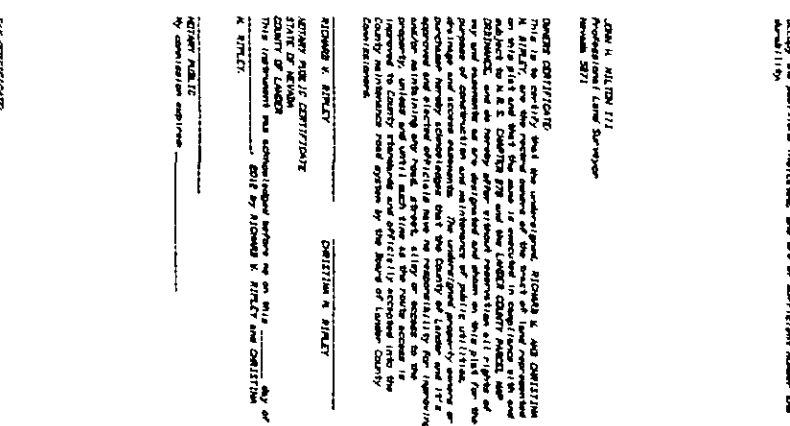 durability.
JOHN H. MILTON III
Professional Land Surveyor
Nevada 5871
OWNERS CERTIFICATE
This is to certify that the undersigned, RICHARD V. AND CHRISTINA
M. RIPLEY, are the record owners of the tract of land represented
on this plat and that the same is executed in compliance with and
subject to N.R.S. CHAPTER 278 and the LANDER COUNTY PARCEL MAP
ORDINANCE, and do hereby offer without reservation all rights of
way and easements as are designated and shown on this plat for the
purpose of construction and maintenance of public utilities,
drainage and access easements. The undersigned property owners or
purchaser hereby acknowledges that the County of Lander and it's
approved and elected officials have no responsibility for improving
and/or maintaining any road, street, alley or access to the
property, unless and until such time as the route access is
improved to County standards and officially accepted into the
County maintenance road system by the Board of Lander County
Commissioners.
RICHARD V. RIPLEY CHRISTINA M. RIPLEY
NOTARY PUBLIC CERTIFICATE
STATE OF NEVADA
COUNTY OF LANDER
This instrument was acknowledged before me on this ______ day of
______, 2012 by RICHARD V. RIPLEY and CHRISTINA
M. RIPLEY.
NOTARY PUBLIC
My commission expires